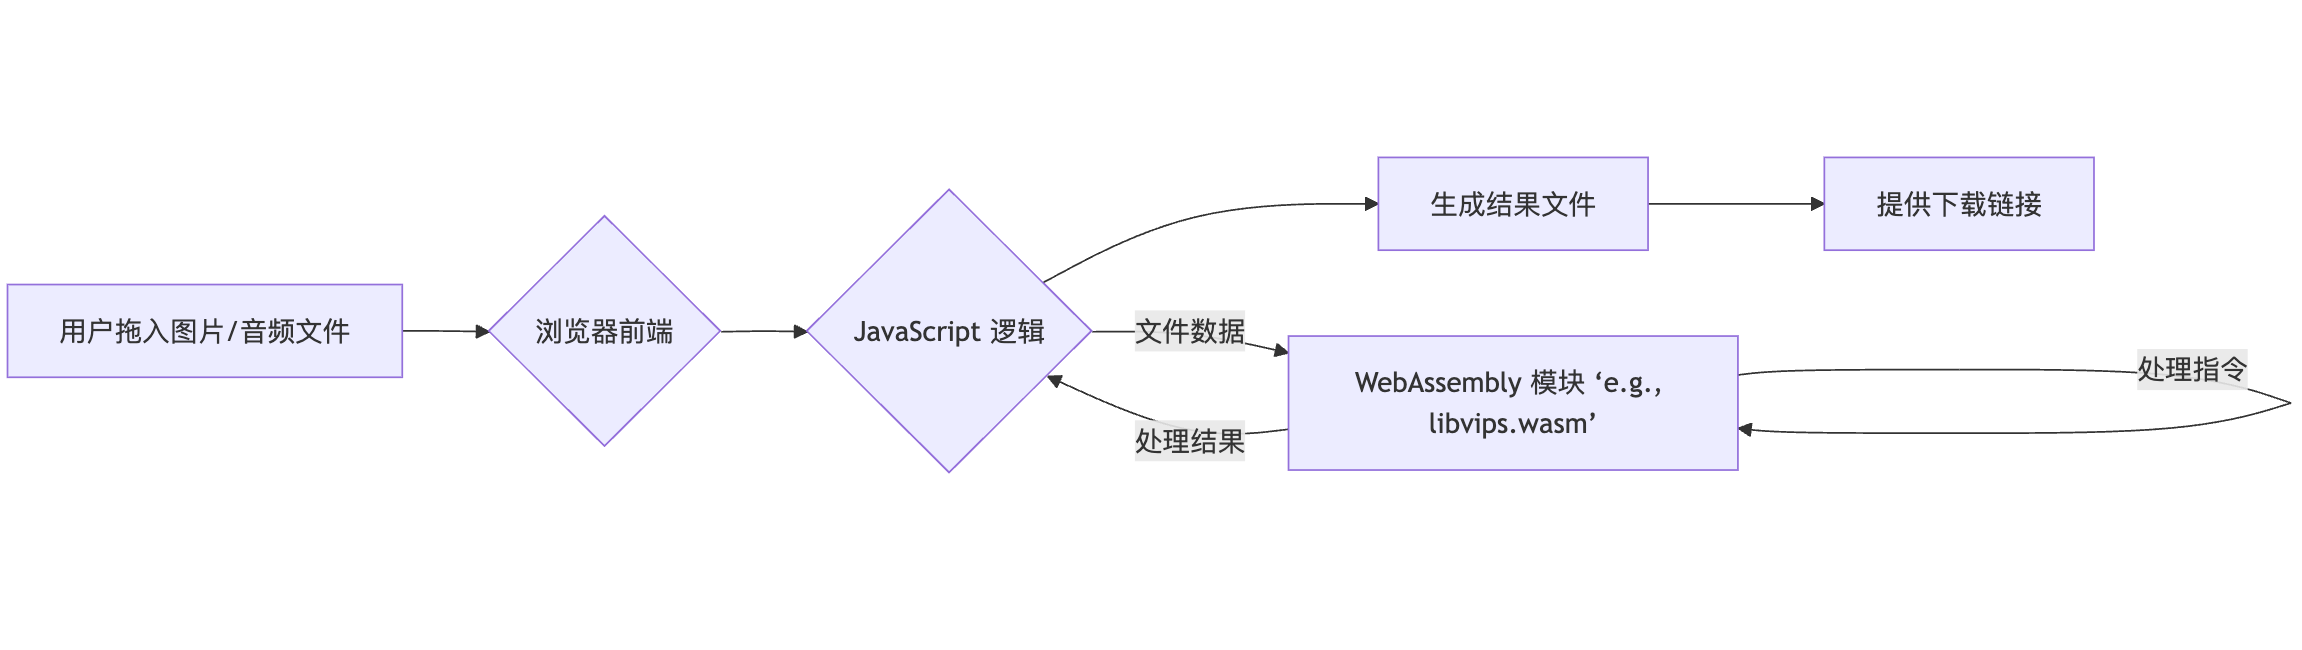 用户拖入图片/音频文件
浏览器前端
JavaScript 逻辑
生成结果文件
提供下载链接
文件数据
处理结果
WebAssembly 模块 ‘e.g.,
libvips.wasm’
处理指令